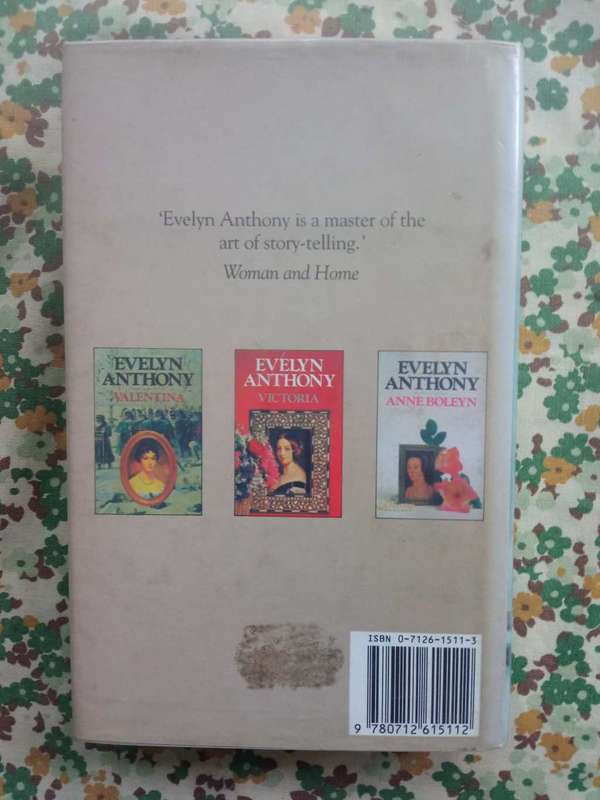 ‘Evelyn Anthony is a master of the
art of story-telling.’
Woman and Home
EVELYN
ANTHONY
VALENTINA
EVELYN
ANTHONY
VICTORIA
EVELYN
ANTHONY
ANNE BOLEYN
ISBN 0-7126-1511-3
9 780712 615112